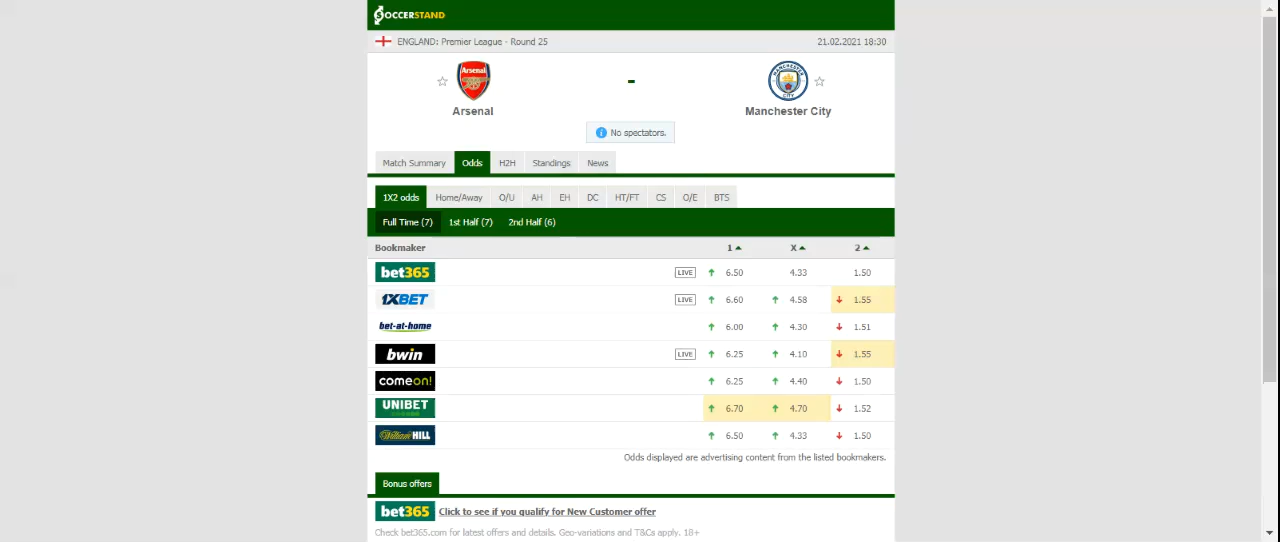 SOCCERSTAND
ENGLAND: Premier League - Round 25 21.02.2021 18:30
Arsenal
MANCHESTER CITY
-
Arsenal Manchester City
No spectators.
Match Summary Odds H2H Standings News
1X2 odds Home/Away O/U AH EH DC HT/FT CS O/E BTS
Full Time (7) 1st Half (7) 2nd Half (6)
Bookmaker 1 X 2
bet365 LIVE 6.50 4.33 1.50
1XBET LIVE 6.60 4.58 1.55
bet-at-home 6.00 4.30 1.51
bwin LIVE 6.25 4.10 1.55
comeon! 6.25 4.40 1.50
UNIBET 6.70 4.70 1.52
William HILL 6.50 4.33 1.50
Odds displayed are advertising content from the listed bookmakers.
Bonus offers
bet365 Click to see if you qualify for New Customer offer
Check bet365.com for latest offers and details. Geo-variations and T&Cs apply. 18+